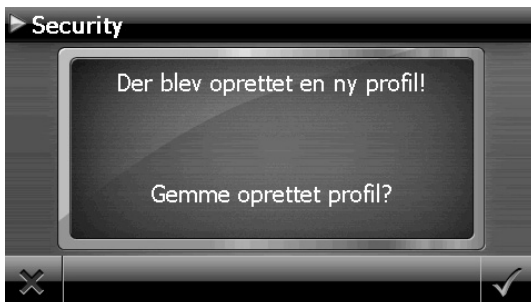 Security
Der blev oprettet en ny profil!
Gemme oprettet profil?